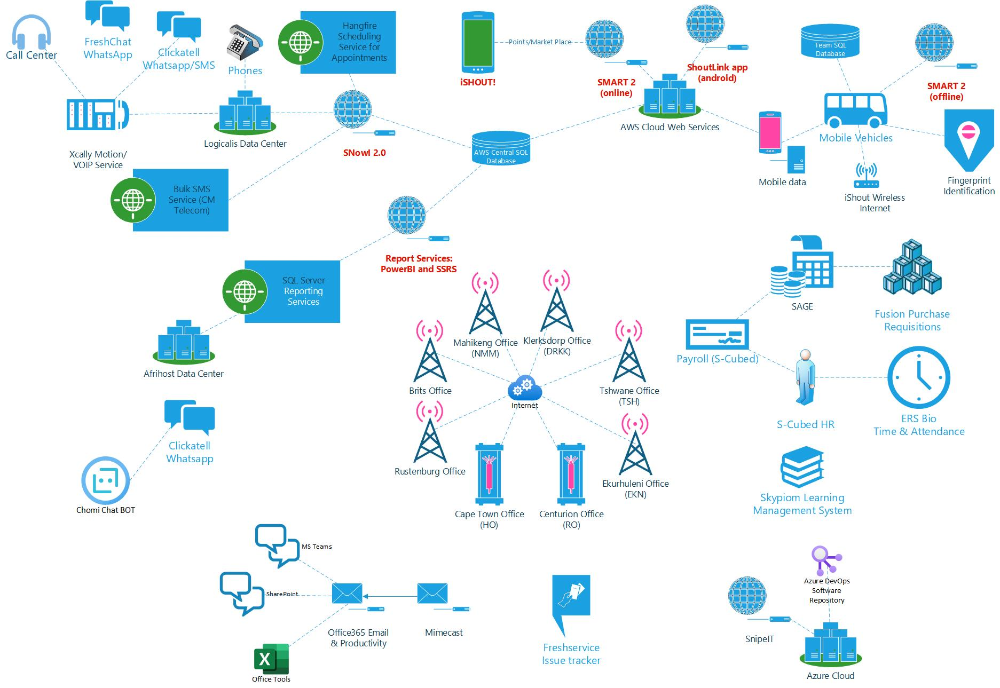 Call Center
FreshChat
WhatsApp
Clickatell
Whatsapp/SMS
Phones
Hangfire
Scheduling
Service for
Appointments
iSHOUT!
Points/Market Place
SMART 2
(online)
ShoutLink app
(android)
Team SQL
Database
SMART 2
(offline)
Xcally Motion/
VOIP Service
Logicalis Data Center
SNowI 2.0
AWS Central SQL
Database
AWS Cloud Web Services
Mobile data
Mobile Vehicles
iShout Wireless
Internet
Fingerprint
Identification
Bulk SMS
Service (CM
Telecom)
Report Services:
PowerBI and SSRS
SQL Server
Reporting
Services
Afrihost Data Center
Mahikeng Office
(NMM)
Klerksdorp Office
(DRKK)
Brits Office
Tshwane Office
(TSH)
Internet
Rustenburg Office
Ekurhuleni Office
(EKN)
Cape Town Office
(HO)
Centurion Office
(RO)
SAGE
Fusion Purchase
Requisitions
Payroll (S-Cubed)
S-Cubed HR
ERS Bio
Time & Attendance
Skypiom Learning
Management System
Clickatell
Whatsapp
Chomi Chat BOT
MS Teams
SharePoint
Office365 Email
& Productivity
Mimecast
X
Office Tools
Freshservice
Issue tracker
Azure DevOps
Software
Repository
SnipeIT
Azure Cloud